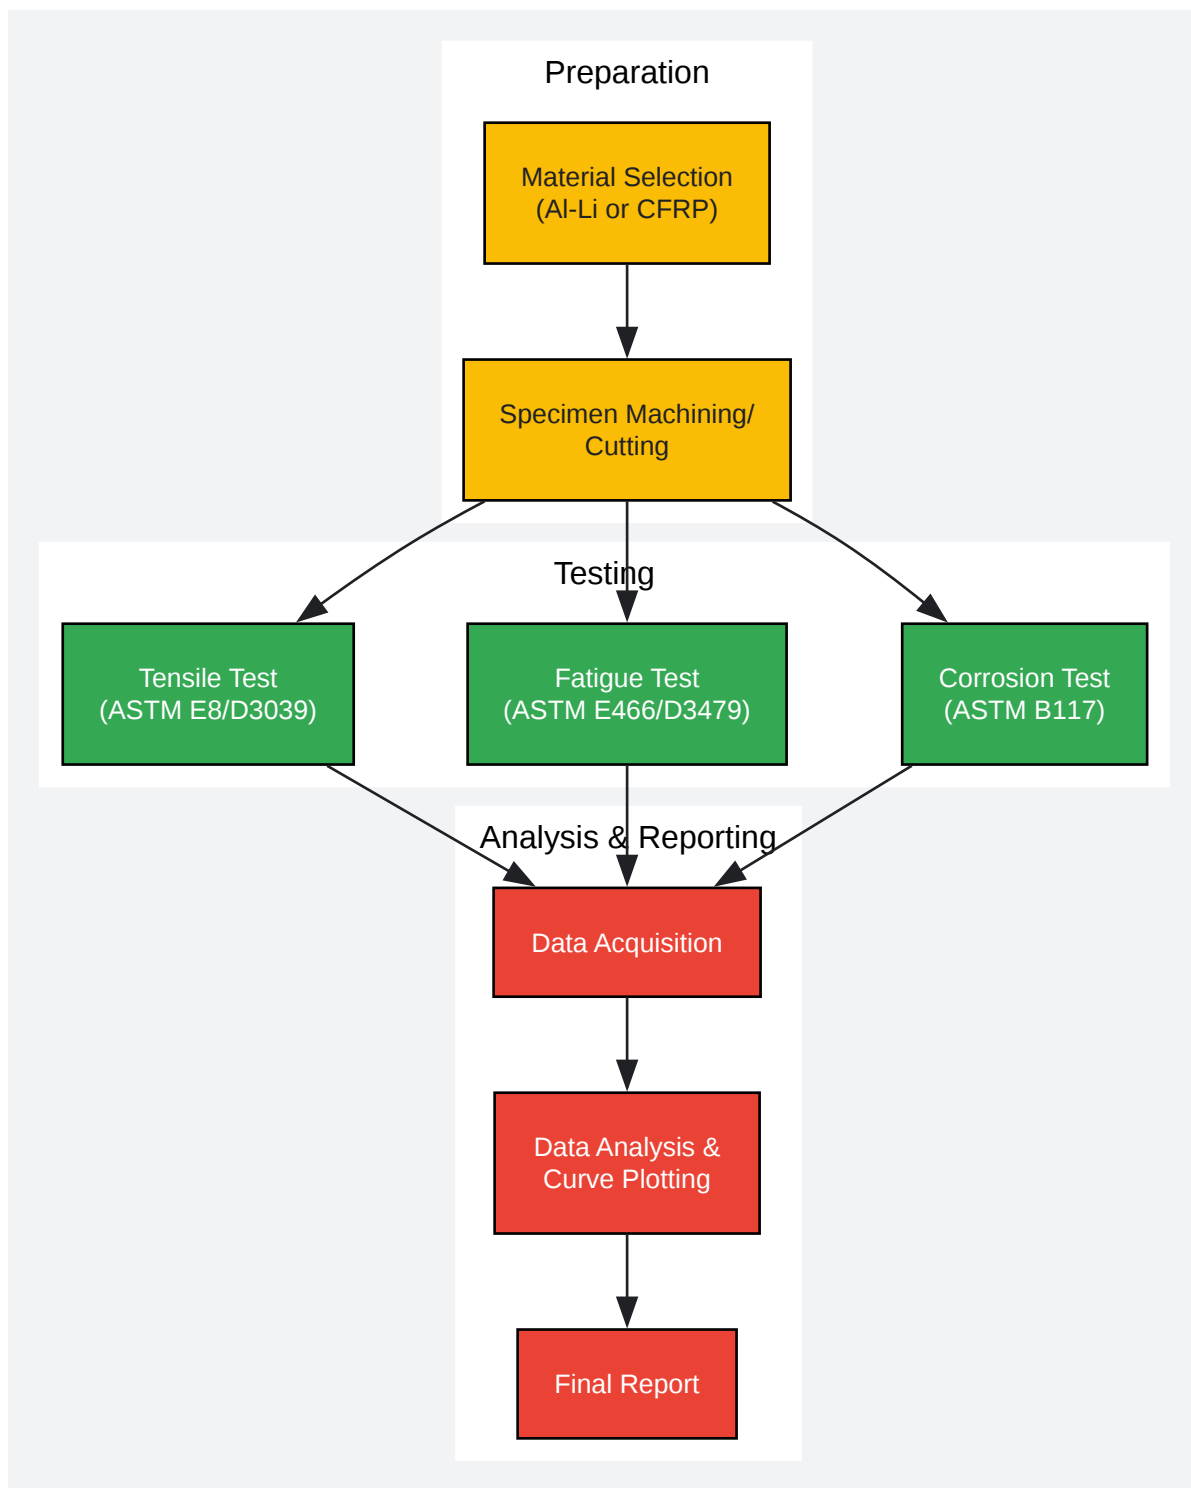 Preparation
Material Selection
(Al-Li or CFRP)
Specimen Machining/
Cutting
Testing
Tensile Test
(ASTM E8/D3039)
Fatigue Test
(ASTM E466/D3479)
Corrosion Test
(ASTM B117)
Analysis & Reporting
Data Acquisition
Data Analysis &
Curve Plotting
Final Report